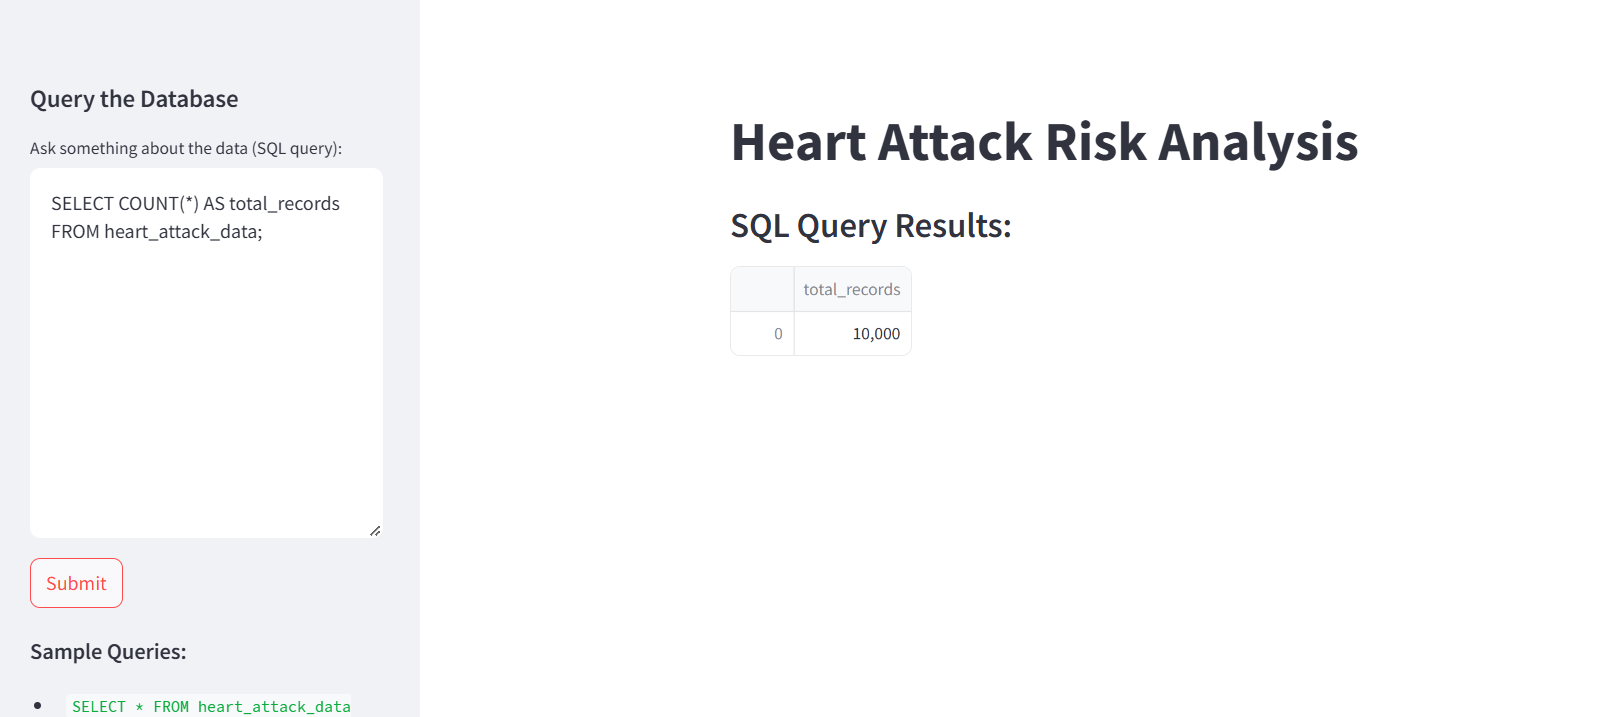 Query the Database
Ask something about the data (SQL query):
SELECT COUNT(*) AS total_records
FROM heart_attack_data;
Submit
Sample Queries:
SELECT * FROM heart_attack_data
Heart Attack Risk Analysis
SQL Query Results:
total_records
0 10,000